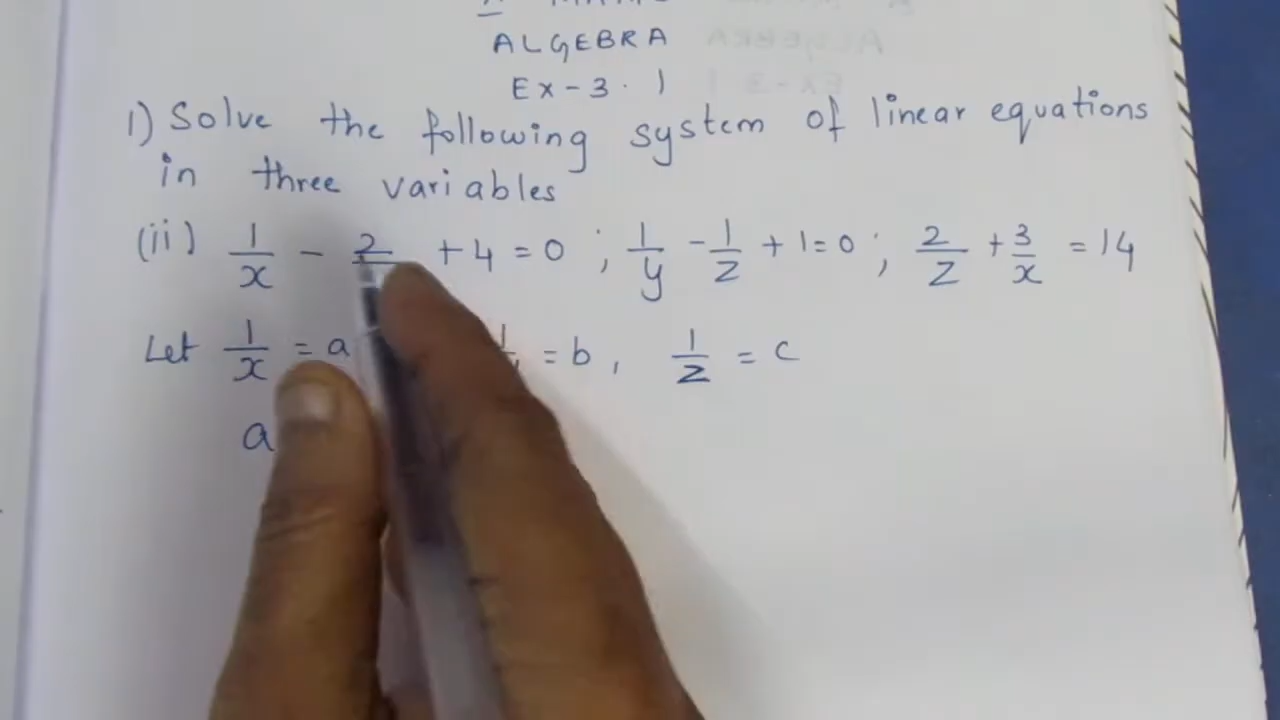 ALGEBRA
Ex-3.1
1) Solve the following system of linear equations
in three variables
(ii) 1/x - 2/ +4=0 ; 1/y - 1/z +1=0 ; 2/z + 3/x =14
Let 1/x = a 1/ = b, 1/z = c
a